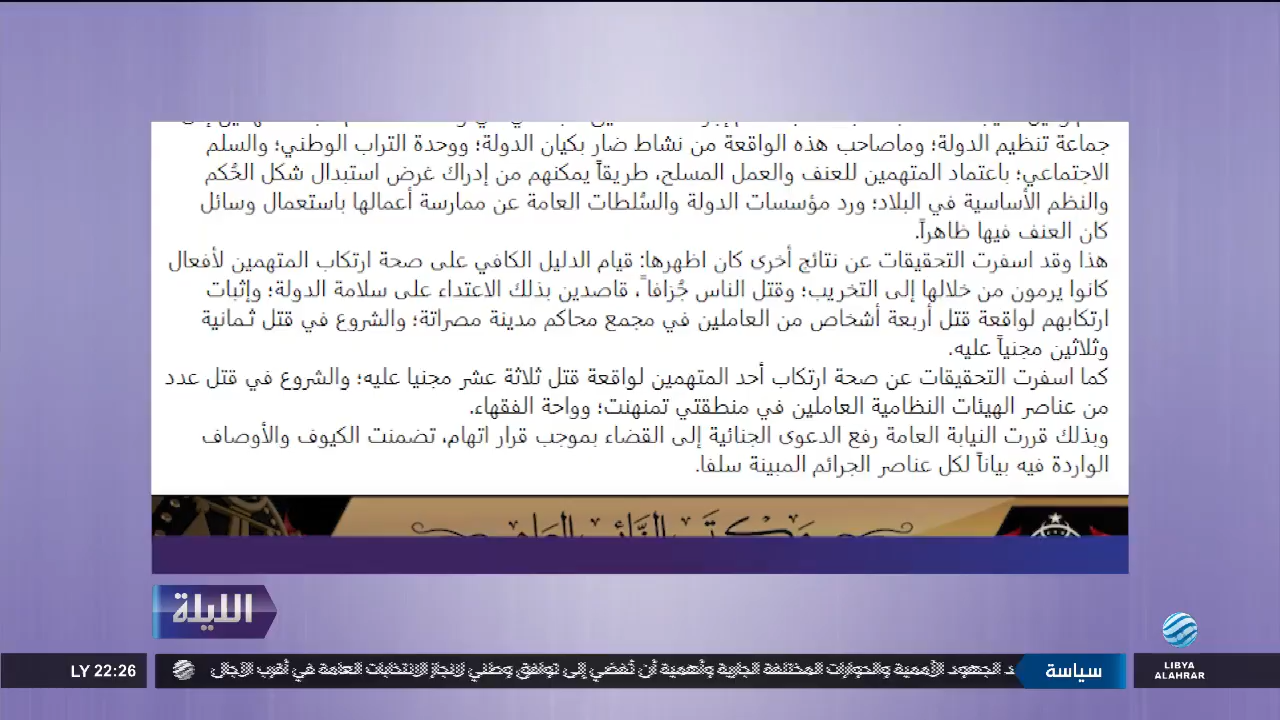 جماعة تنظيم الدولة؛ وماصاحب هذه الواقعة من نشاط ضار بكيان الدولة؛ ووحدة التراب الوطني؛ والسلم
الاجتماعي؛ باعتماد المتهمين للعنف والعمل المسلح، طريقاً يمكنهم من إدراك غرض استبدال شكل الحُكم
والنظم الأساسية في البلاد؛ ورد مؤسسات الدولة والسُلطات العامة عن ممارسة أعمالها باستعمال وسائل
كان العنف فيها ظاهراً.
هذا وقد اسفرت التحقيقات عن نتائج أخرى كان اظهرها: قيام الدليل الكافي على صحة ارتكاب المتهمين لأفعال
كانوا يرمون من خلالها إلى التخريب؛ وقتل الناس جُزافا ً، قاصدين بذلك الاعتداء على سلامة الدولة؛ وإثبات
ارتكابهم لواقعة قتل أربعة أشخاص من العاملين في مجمع محاكم مدينة مصراتة؛ والشروع في قتل ثمانية
وثلاثين مجنياً عليه.
كما اسفرت التحقيقات عن صحة ارتكاب أحد المتهمين لواقعة قتل ثلاثة عشر مجنيا عليه؛ والشروع في قتل عدد
من عناصر الهيئات النظامية العاملين في منطقتي تمنهنت؛ وواحة الفقهاء.
وبذلك قررت النيابة العامة رفع الدعوى الجنائية إلى القضاء بموجب قرار اتهام، تضمنت الكيوف والأوصاف
الواردة فيه بياناً لكل عناصر الجرائم المبينة سلفا.
مكتب النائب العام
الليلة
سياسة
الجهود الأممية والحوارات المختلفة الجارية وأهمية أن تفضي إلى توافق وطني لإنجاز الانتخابات العامة في أقرب الآجال
LY 22:26
LIBYA
ALAHRAR